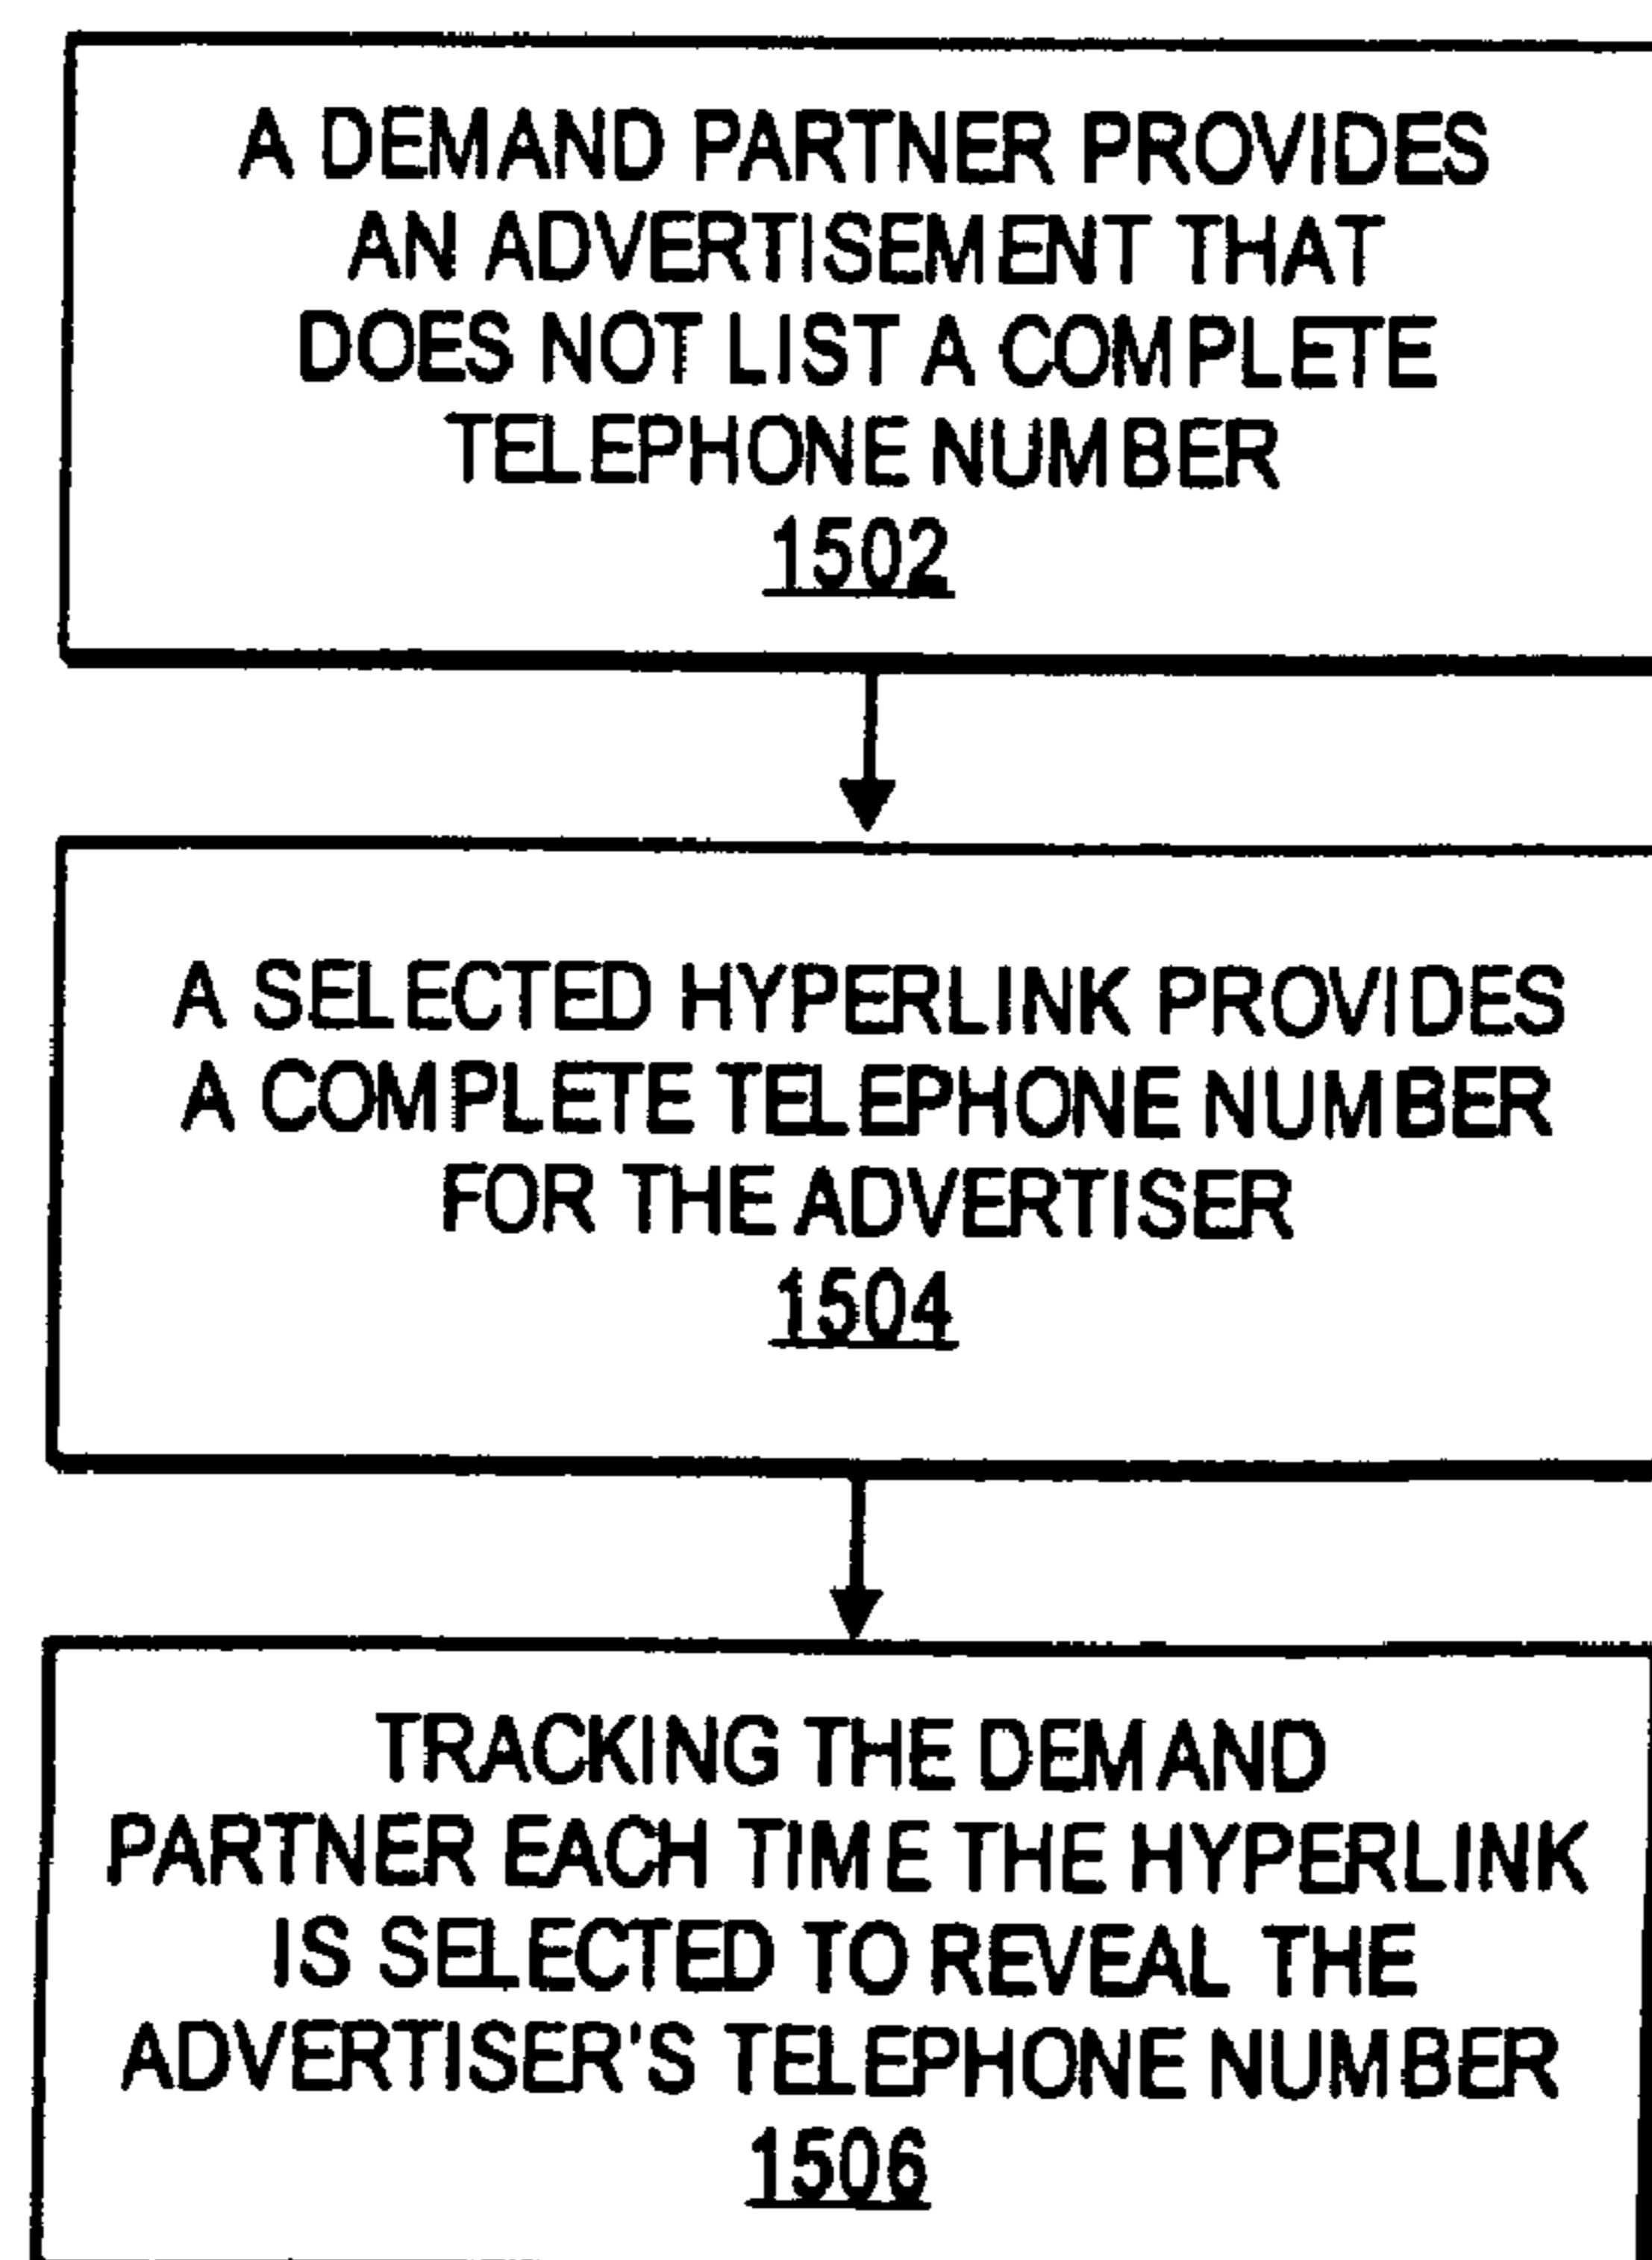 A DEMAND PARTNER PROVIDES
AN ADVERTISEMENT THAT
DOES NOT LIST A COMPLETE
TELEPHONE NUMBER
1502
A SELECTED HYPERLINK PROVIDES
A COMPLETE TELEPHONE NUMBER
FOR THE ADVERTISER
1504
TRACKING THE DEMAND
PARTNER EACH TIME THE HYPERLINK
IS SELECTED TO REVEAL THE
ADVERTISER'S TELEPHONE NUMBER
1506